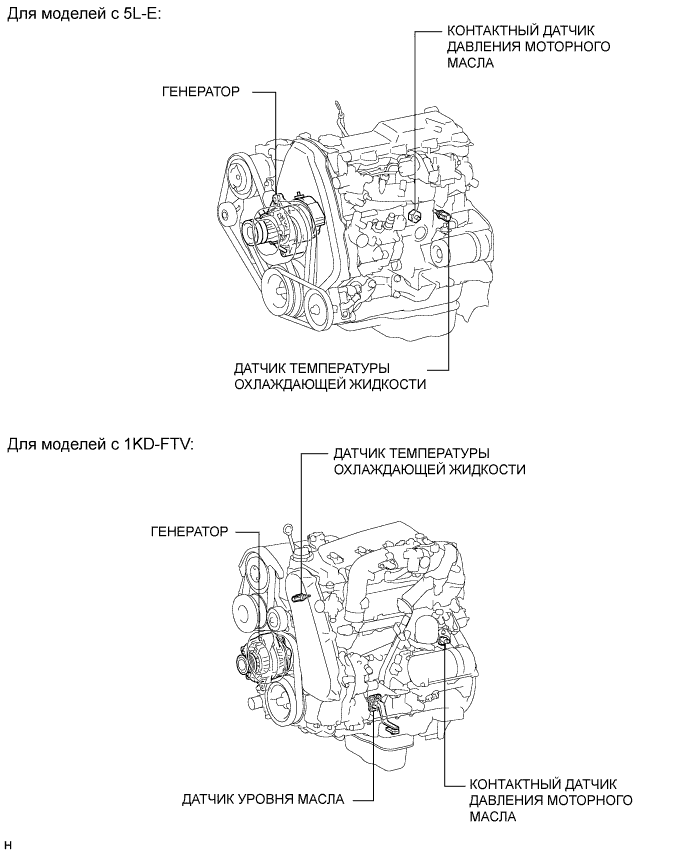 Для моделей с 5L-E:
КОНТАКТНЫЙ ДАТЧИК
ДАВЛЕНИЯ МОТОРНОГО
МАСЛА
ГЕНЕРАТОР
ДАТЧИК ТЕМПЕРАТУРЫ
ОХЛАЖДАЮЩЕЙ ЖИДКОСТИ
Для моделей с 1KD-FTV:
ДАТЧИК ТЕМПЕРАТУРЫ
ОХЛАЖДАЮЩЕЙ ЖИДКОСТИ
ГЕНЕРАТОР
ДАТЧИК УРОВНЯ МАСЛА
КОНТАКТНЫЙ ДАТЧИК
ДАВЛЕНИЯ МОТОРНОГО
МАСЛА
H